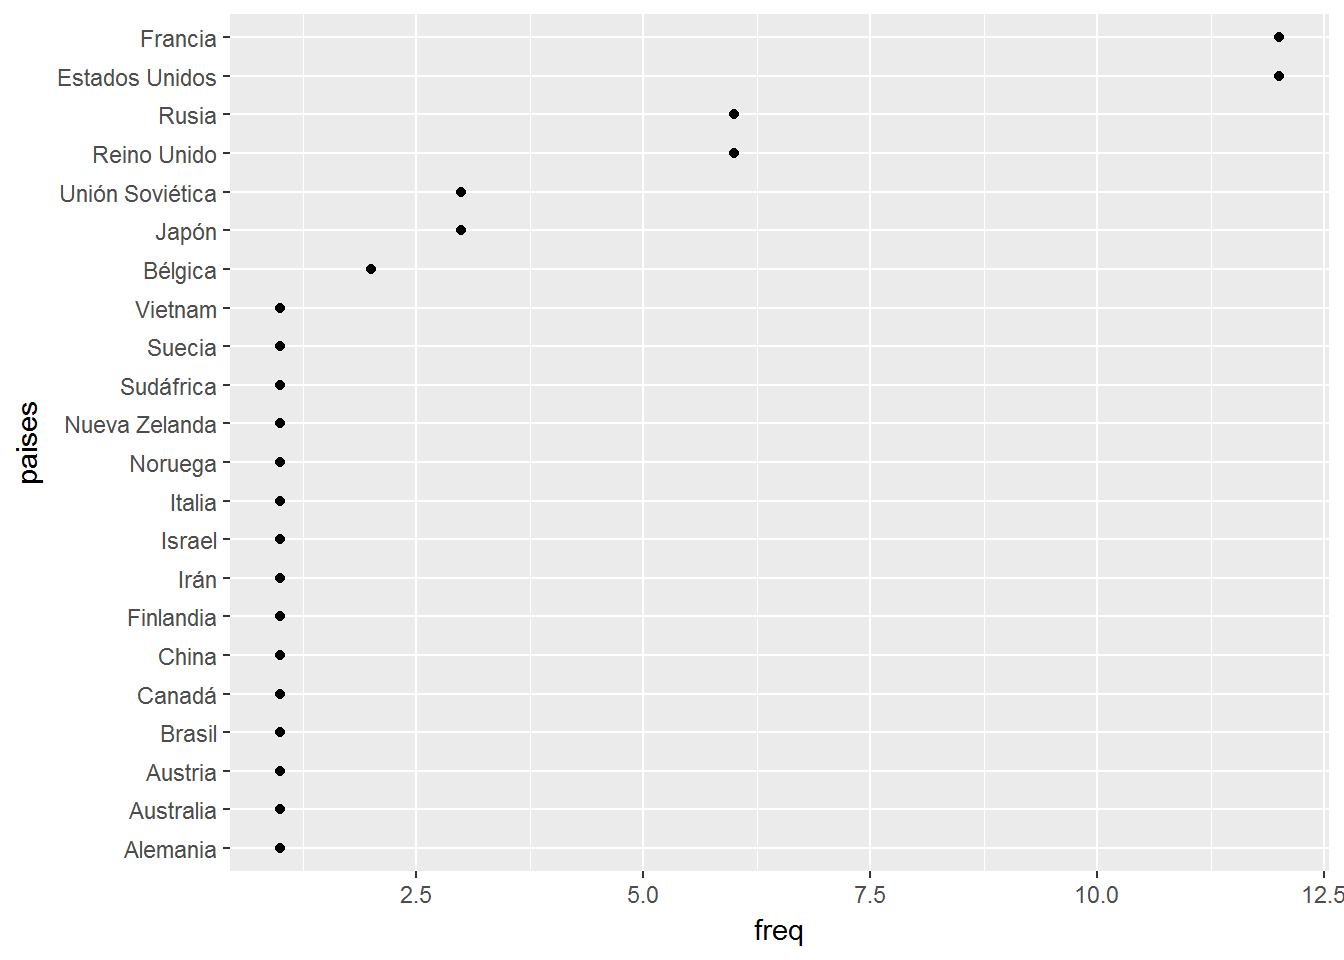 Francia
Estados Unidos
Rusia
Reino Unido
Unión Soviética
Japón
Bélgica
Vietnam
Suecia
Sudáfrica
Nueva Zelanda
Noruega
Italia
Israel
Irán
Finlandia
China
Canadá
Brasil
Austria
Australia
Alemania
paises
2.5 5.0 7.5 10.0 12.5
freq